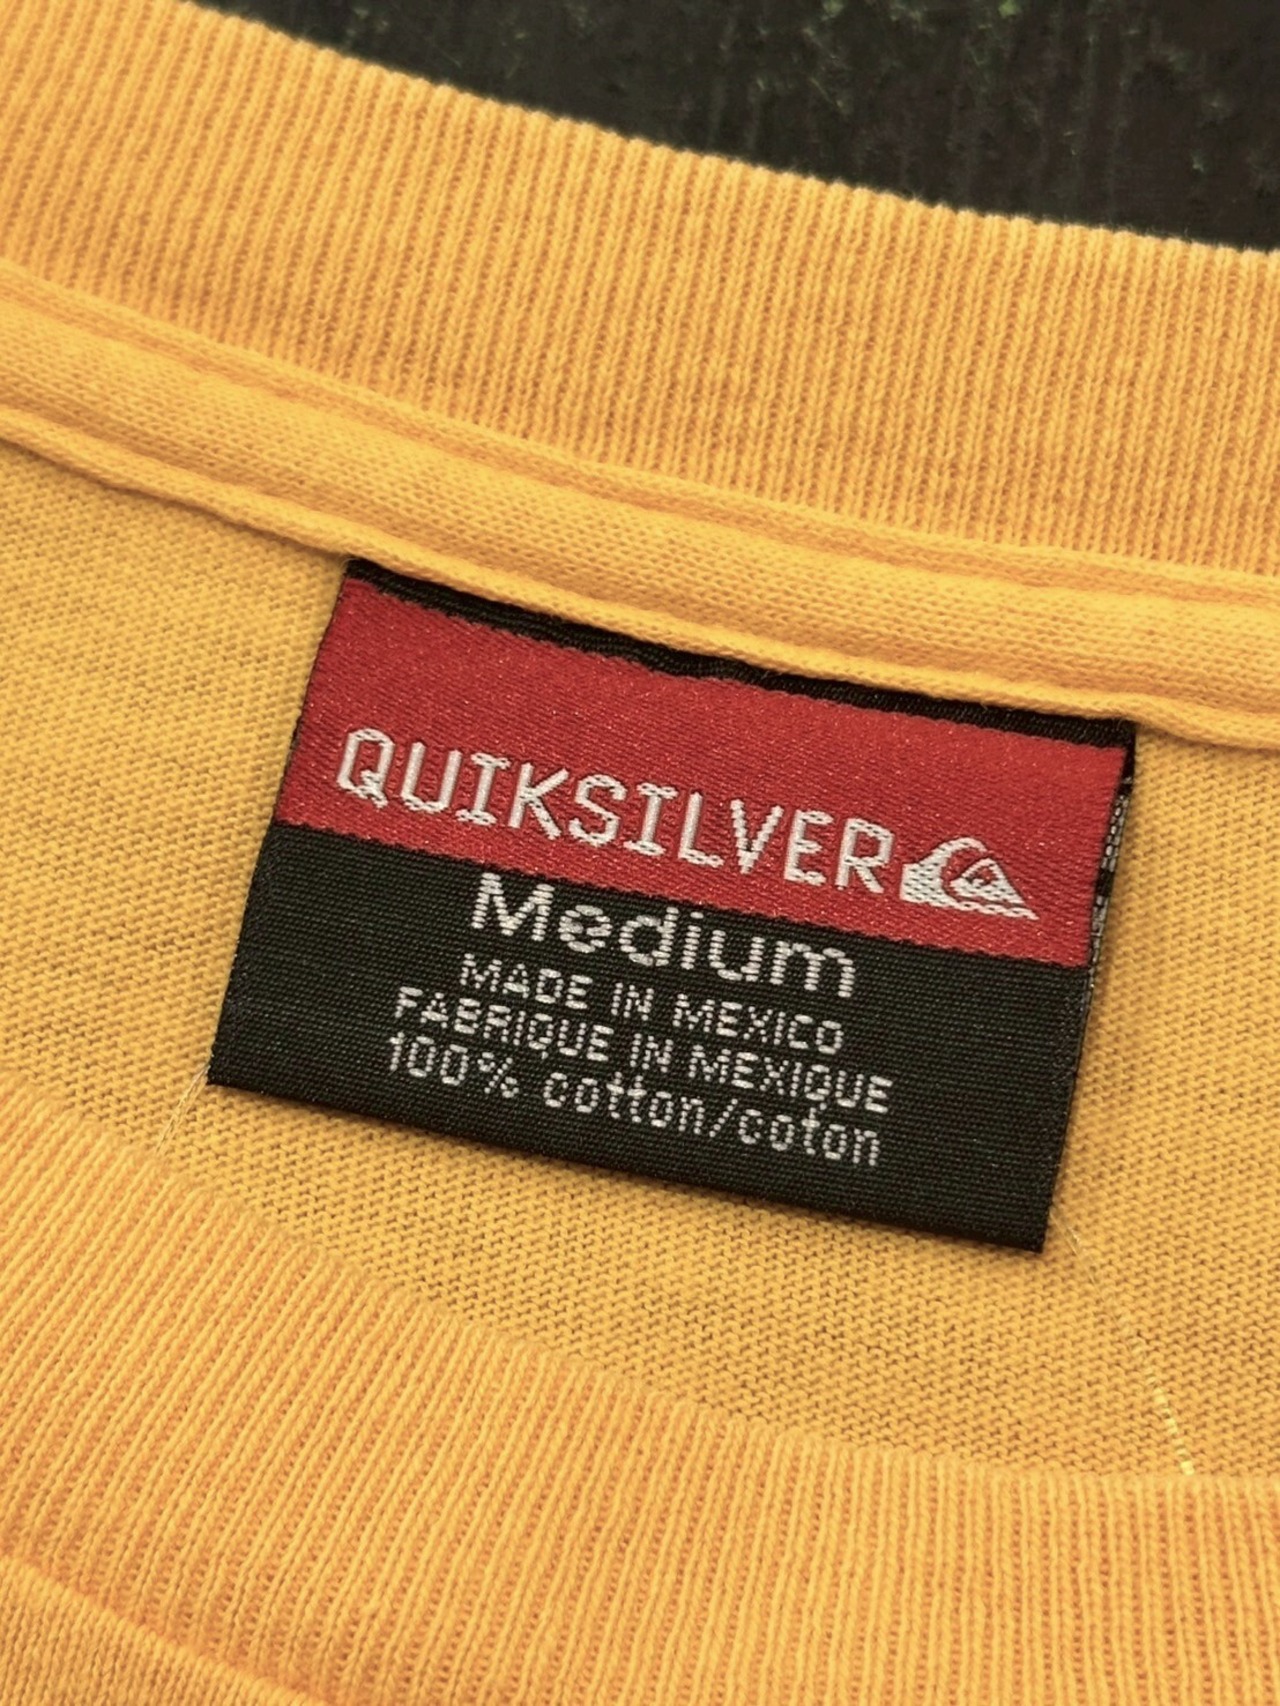 QUIKSILVER
Medium
MADE IN MEXICO
FABRIQUE IN MEXIQUE
100% cotton/coton